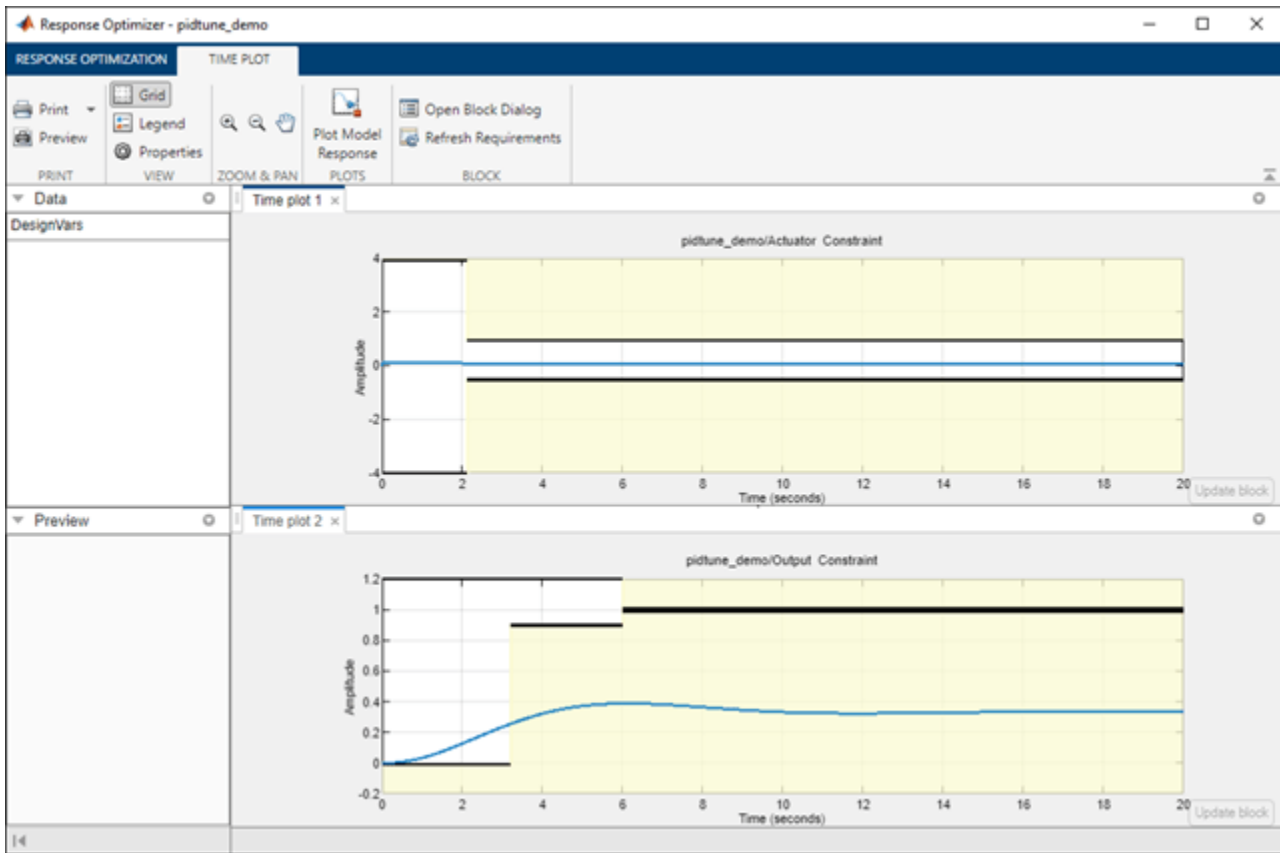 Response Optimizer - pidtune_demo
RESPONSE OPTIMIZATION
TIME PLOT
Print
Preview
PRINT
Grid
Legend
Properties
VIEW
ZOOM & PAN
Plot Model
Response
PLOTS
Open Block Dialog
Refresh Requirements
BLOCK
Data
DesignVars
Time plot 1
pidtune_demo/Actuator Constraint
Amplitude
4
2
0
-2
-4
0 2 4 6 8 10 12 14 16 18 20
Time (seconds)
Update block
Preview
Time plot 2
pidtune_demo/Output Constraint
Amplitude
1.2
1
0.8
0.6
0.4
0.2
0
-0.2
0 2 4 6 8 10 12 14 16 18 20
Time (seconds)
Update block